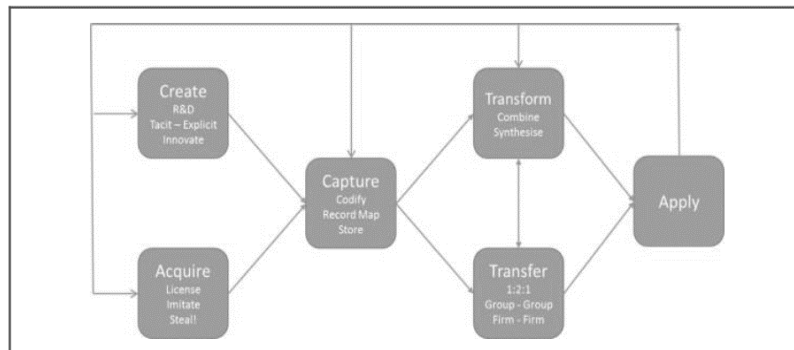 Create
R&D
Tacit – Explicit
Innovate
Acquire
License
Imitate
Steal!
Capture
Codify
Record Map
Store
Transform
Combine
Synthesise
Transfer
1:2:1
Group - Group
Firm - Firm
Apply